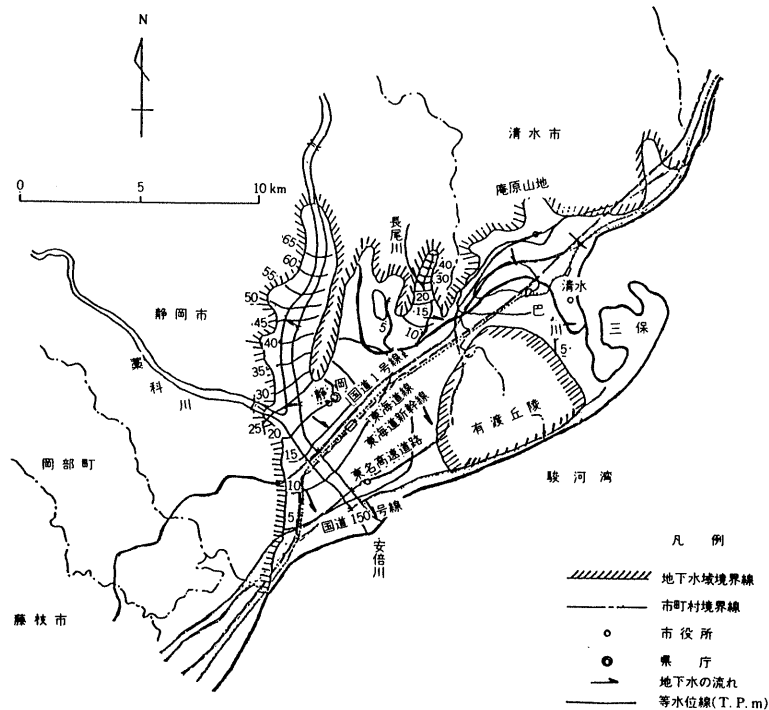 N
0 5 10 km
清水市
庵原山地
長尾川
65
60
55
50
45
40
35
30
25
20
15
10
5
静岡市
藁科川
岡部町
藤枝市
静岡
国道1号線
東海道線
東海道新幹線
東名高速道路
国道150号線
安倍川
5
40
30
20
15
10
清水
巴川
5
三保
有渡丘陵
駿河湾
凡例
地下水域境界線
市町村境界線
市役所
県庁
地下水の流れ
等水位線(T.P.m)